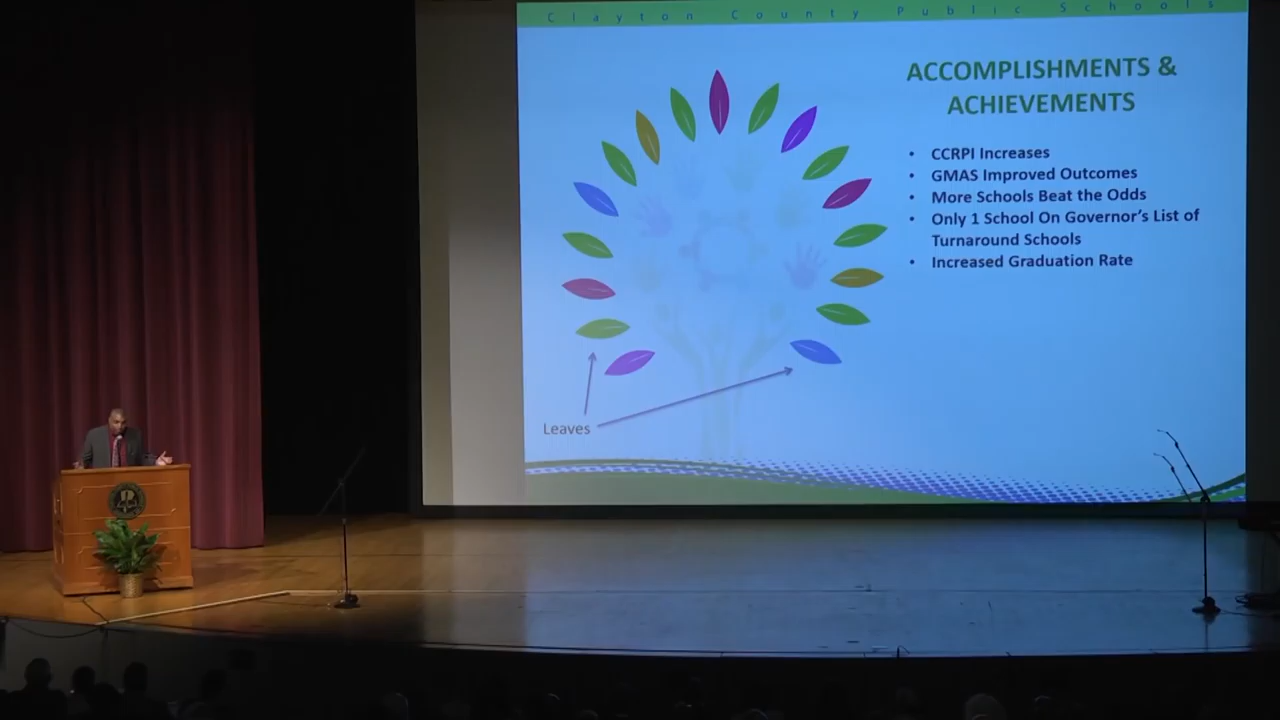 Clayton County Public Schools
ACCOMPLISHMENTS &
ACHIEVEMENTS
• CCRPI Increases
• GMAS Improved Outcomes
• More Schools Beat the Odds
• Only 1 School On Governor's List of
Turnaround Schools
• Increased Graduation Rate
Leaves